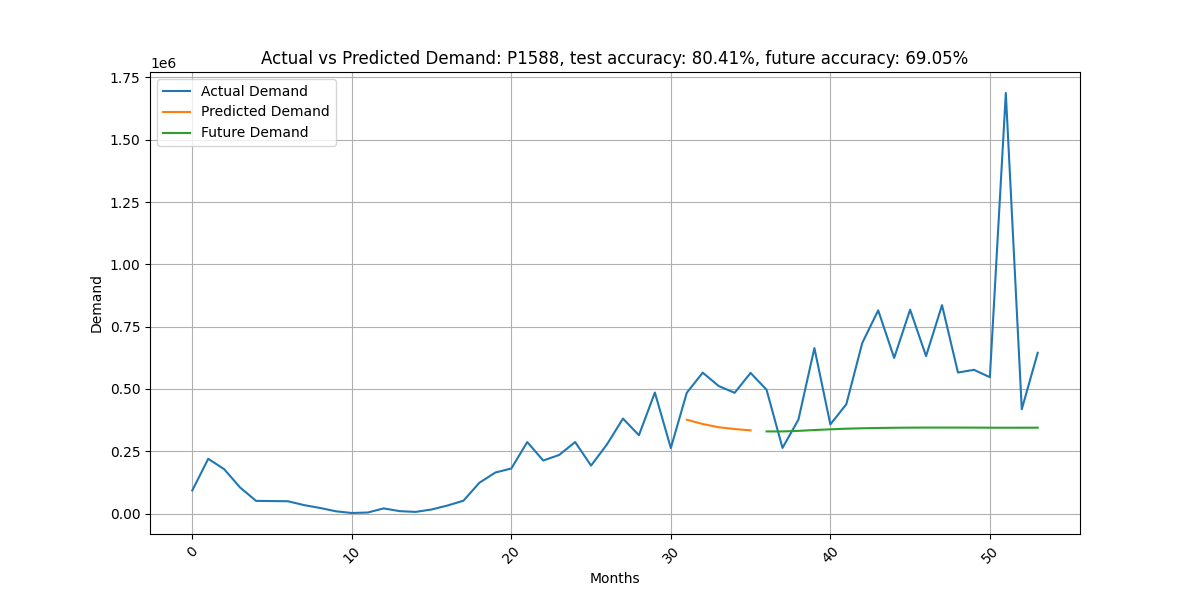 Actual vs Predicted Demand: P1588, test accuracy: 80.41%, future accuracy: 69.05%
1e6
1.75
1.50
1.25
1.00
0.75
0.50
0.25
0.00
Demand
Actual Demand
Predicted Demand
Future Demand
0
10
20
30
40
50
Months